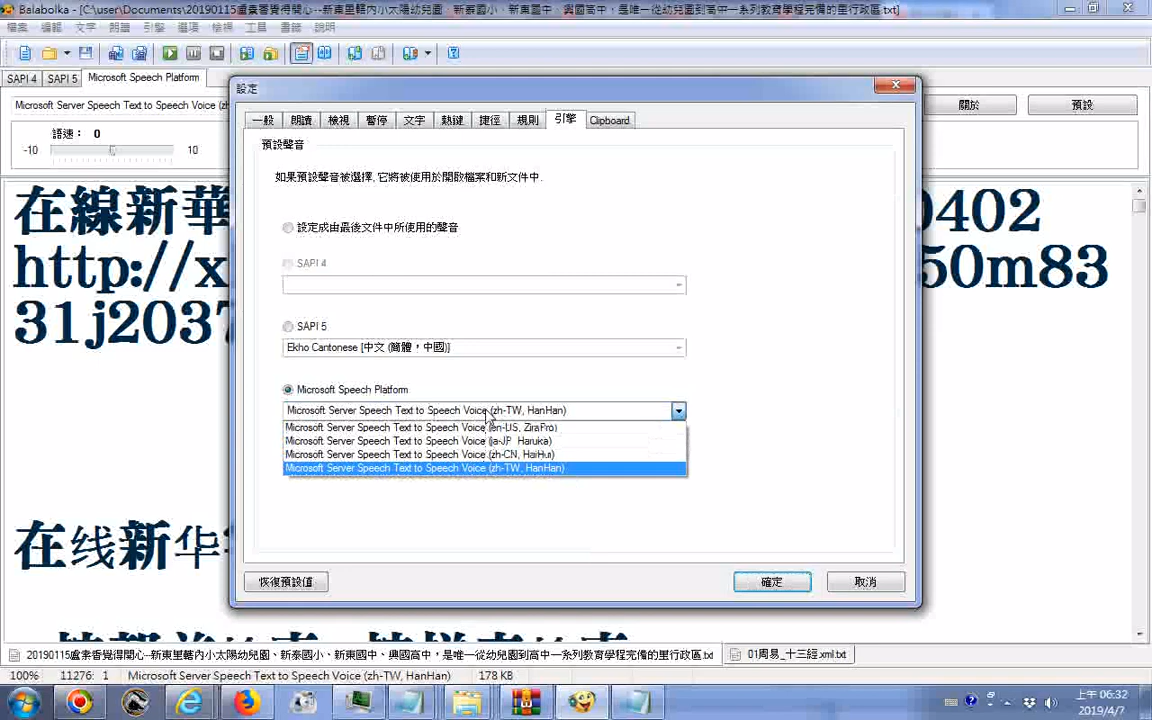 Balabolka - [C:\user\Documents\20190115盧素香覺得開心--新東里轄內小太陽幼兒園、新泰國小、新東國中、興國高中，是唯一從幼兒園到高中一系列教育學程完備的里行政區.txt]
檔案 編輯 文字 朗讀 引擎 選項 檢視 工具 書籤 說明
SAPI 4 SAPI 5 Microsoft Speech Platform
設定
Microsoft Server Speech Text to Speech Voice (zh
關於 預設
一般 朗讀 檢視 暫停 文字 熱鍵 捷徑 規則 引擎 Clipboard
語速： 0
-10 10
預設聲音
如果預設聲音被選擇, 它將被使用於開啟檔案和新文件中.
在線新華 0402
設定成由最後文件中所使用的聲音
http://x 50m83
SAPI 4
31j2037
SAPI 5
Ekho Cantonese [中文 (簡體，中國)]
Microsoft Speech Platform
Microsoft Server Speech Text to Speech Voice (zh-TW, HanHan)
Microsoft Server Speech Text to Speech Voice (en-US, ZiraPro)
Microsoft Server Speech Text to Speech Voice (ja-JP, Haruka)
Microsoft Server Speech Text to Speech Voice (zh-CN, HaiHui)
Microsoft Server Speech Text to Speech Voice (zh-TW, HanHan)
在线新华
恢復預設值 確定 取消
20190115盧素香覺得開心--新東里轄內小太陽幼兒園、新泰國小、新東國中、興國高中，是唯一從幼兒園到高中一系列教育學程完備的里行政區.txt 01周易_十三經.xml.txt
100% 11276: 1 Microsoft Server Speech Text to Speech Voice (zh-TW, HanHan) 178 KB
上午 06:32
2019/4/7